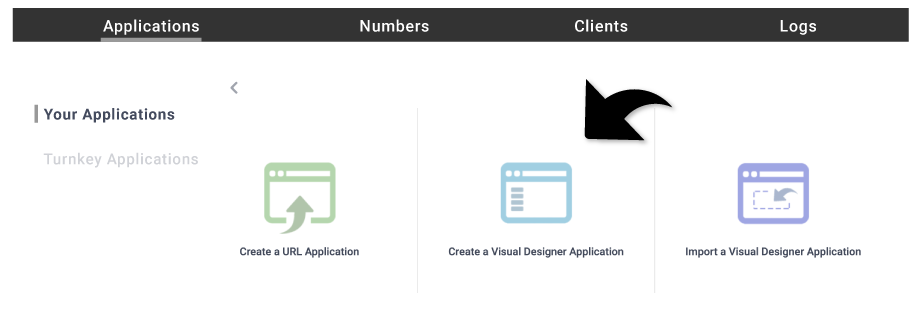 Applications Numbers Clients Logs
Your Applications
Turnkey Applications
Create a URL Application
Create a Visual Designer Application
Import a Visual Designer Application